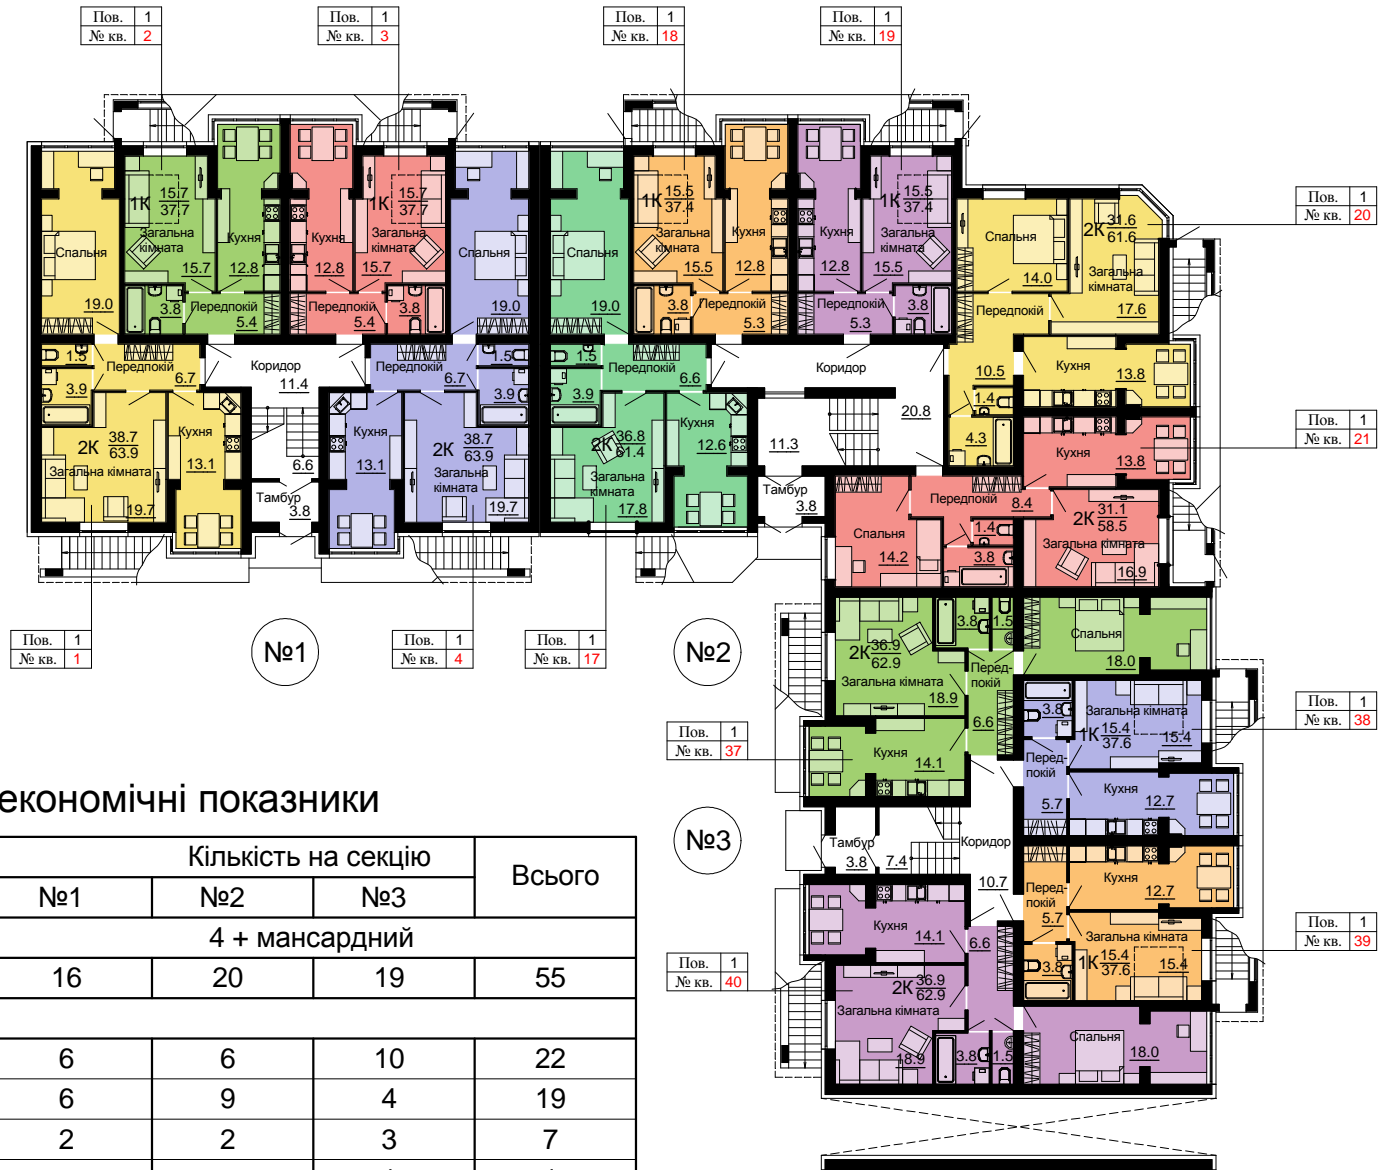 Пов. 1
№ кв. 2
Пов. 1
№ кв. 3
Пов. 1
№ кв. 18
Пов. 1
№ кв. 19
Пов. 1
№ кв. 20
Пов. 1
№ кв. 21
Спальня
19.0
1К 15.7
37.7
Загальна
кімната
15.7
Кухня
12.8
3.8
Передпокій
5.4
Кухня
12.8
1К 15.7
37.7
Загальна
кімната
15.7
Передпокій
5.4
3.8
Спальня
19.0
1.5
3.9
Передпокій
6.7
2К 38.7
63.9
Загальна кімната
19.7
Кухня
13.1
Коридор
11.4
6.6
Тамбур
3.8
Передпокій
6.7
1.5
3.9
Кухня
13.1
2К 38.7
63.9
Загальна
кімната
19.7
Спальня
19.0
1К 15.5
37.4
Загальна
кімната
15.5
Кухня
12.8
3.8
Передпокій
5.3
Кухня
12.8
1К 15.5
37.4
Загальна
кімната
15.5
Передпокій
5.3
3.8
1.5
3.9
Передпокій
6.6
2К 36.8
61.4
Загальна
кімната
17.8
Кухня
12.6
Коридор
20.8
11.3
Тамбур
3.8
Спальня
14.0
2К 31.6
61.6
Загальна
кімната
17.6
Передпокій
10.5
1.4
4.3
Кухня
13.8
Кухня
13.8
Передпокій
8.4
Спальня
14.2
1.4
3.8
2К 31.1
58.5
Загальна кімната
16.9
Пов. 1
№ кв. 1
№1
Пов. 1
№ кв. 4
Пов. 1
№ кв. 17
№2
Пов. 1
№ кв. 37
Пов. 1
№ кв. 38
№3
Пов. 1
№ кв. 39
Пов. 1
№ кв. 40
2К 36.9
62.9
Загальна кімната
18.9
3.8
1.5
Перед-
покій
6.6
Спальня
18.0
Кухня
14.1
3.8
Загальна кімната
1К 15.4
37.6
15.4
Перед-
покій
5.7
Кухня
12.7
Тамбур
3.8
7.4
Коридор
10.7
Кухня
12.7
Перед-
покій
5.7
Загальна кімната
3.8
1К 15.4
37.6
15.4
Кухня
14.1
6.6
2К 36.9
62.9
Загальна кімната
18.9
3.8
1.5
Спальня
18.0
економічні показники
Кількість на секцію
Всього
№1 №2 №3
4 + мансардний
16 20 19 55
6 6 10 22
6 9 4 19
2 2 3 7